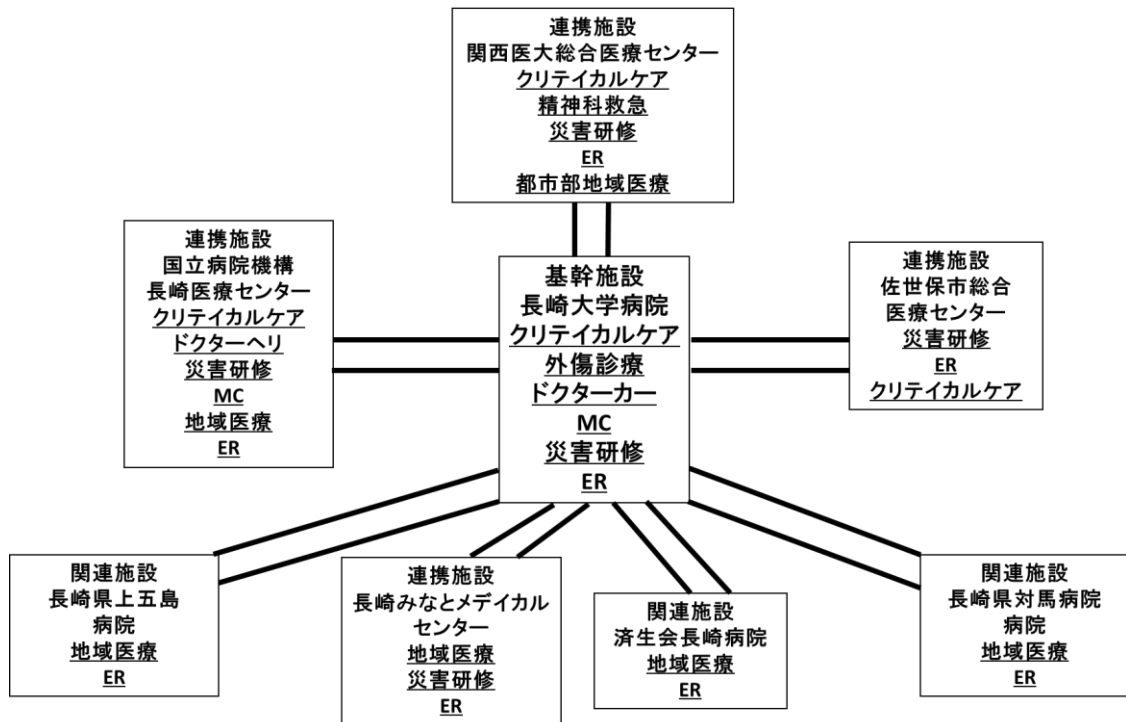 連携施設
関西医大総合医療センター
クリテイカルケア
精神科救急
災害研修
ER
都市部地域医療
連携施設
国立病院機構
長崎医療センター
クリテイカルケア
ドクターヘリ
災害研修
MC
地域医療
ER
基幹施設
長崎大学病院
クリテイカルケア
外傷診療
ドクターカー
MC
災害研修
ER
連携施設
佐世保市総合
医療センター
災害研修
ER
クリテイカルケア
関連施設
長崎県上五島
病院
地域医療
ER
連携施設
長崎みなとメデイカル
センター
地域医療
災害研修
ER
関連施設
済生会長崎病院
地域医療
ER
関連施設
長崎県対馬病院
病院
地域医療
ER